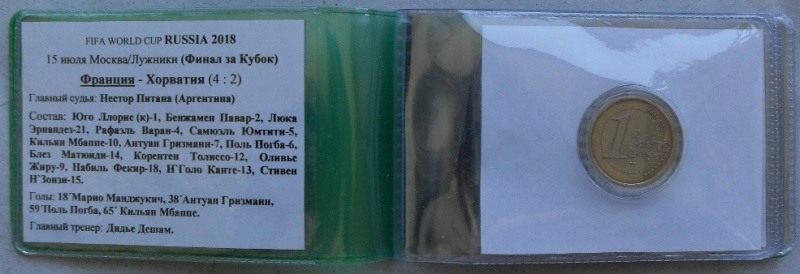 FIFA WORLD CUP RUSSIA 2018
15 июля Москва/Лужники (Финал за Кубок)
Франция - Хорватия (4 : 2)
Главный судья: Нестор Питана (Аргентина)
Состав: Юго Ллорис (к)-1, Бенжамен Павар-2, Люка
Эрнандез-21, Рафаэль Варан-4, Самюэль Юмтити-5,
Кильян Мбаппе-10, Антуан Гризманн-7, Поль Погба-6,
Блез Матюиди-14, Корентен Толиссо-12, Оливье
Жиру-9, Набиль Фекир-18, Н`Голо Канте-13, Стивен
Н`Зонзи-15.
Голы: 18´Марио Манджукич, 38´Антуан Гризманн,
59´Поль Погба, 65´ Кильян Мбаппе.
Главный тренер: Дидье Дешам.
1